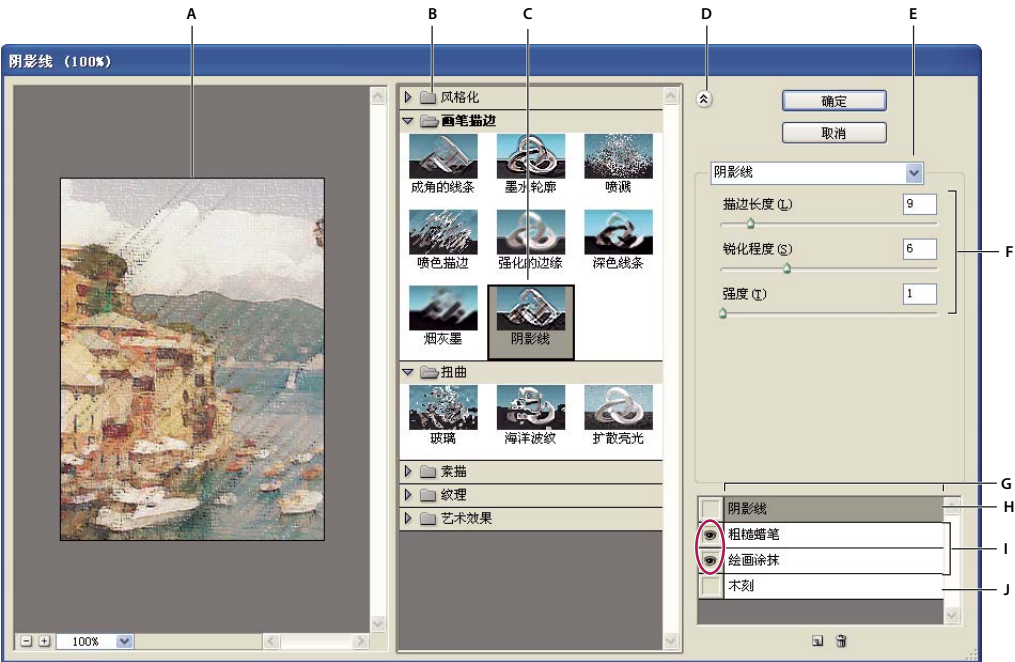 A
B
C
D
E
阴影线 (100%)
风格化
画笔描边
成角的线条
墨水轮廓
喷溅
喷色描边
强化的边缘
深色线条
烟灰墨
阴影线
扭曲
玻璃
海洋波纹
扩散亮光
素描
纹理
艺术效果
100%
确定
取消
阴影线
描边长度(L) 9
锐化程度(S) 6
强度(T) 1
F
G
阴影线
H
粗糙蜡笔
I
绘画涂抹
木刻
J